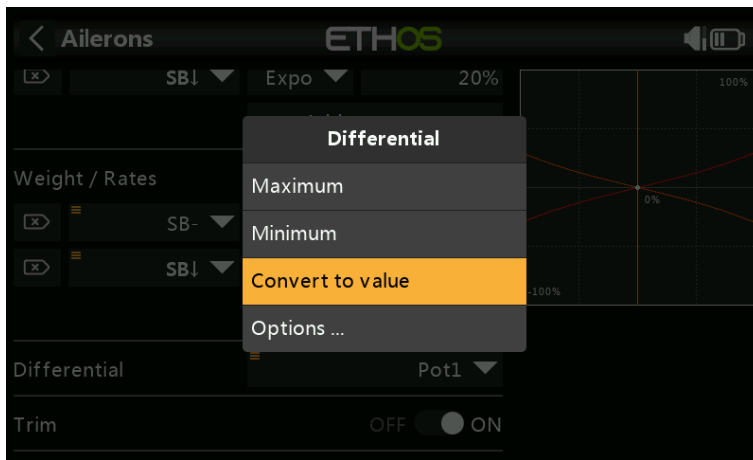 Ailerons
ETHOS
SB↓ Expo 20%
100%
Differential
Maximum
Weight / Rates
0%
SB-
Minimum
SB↓
Convert to value
-100%
Options ...
Differential Pot1
Trim OFF ON